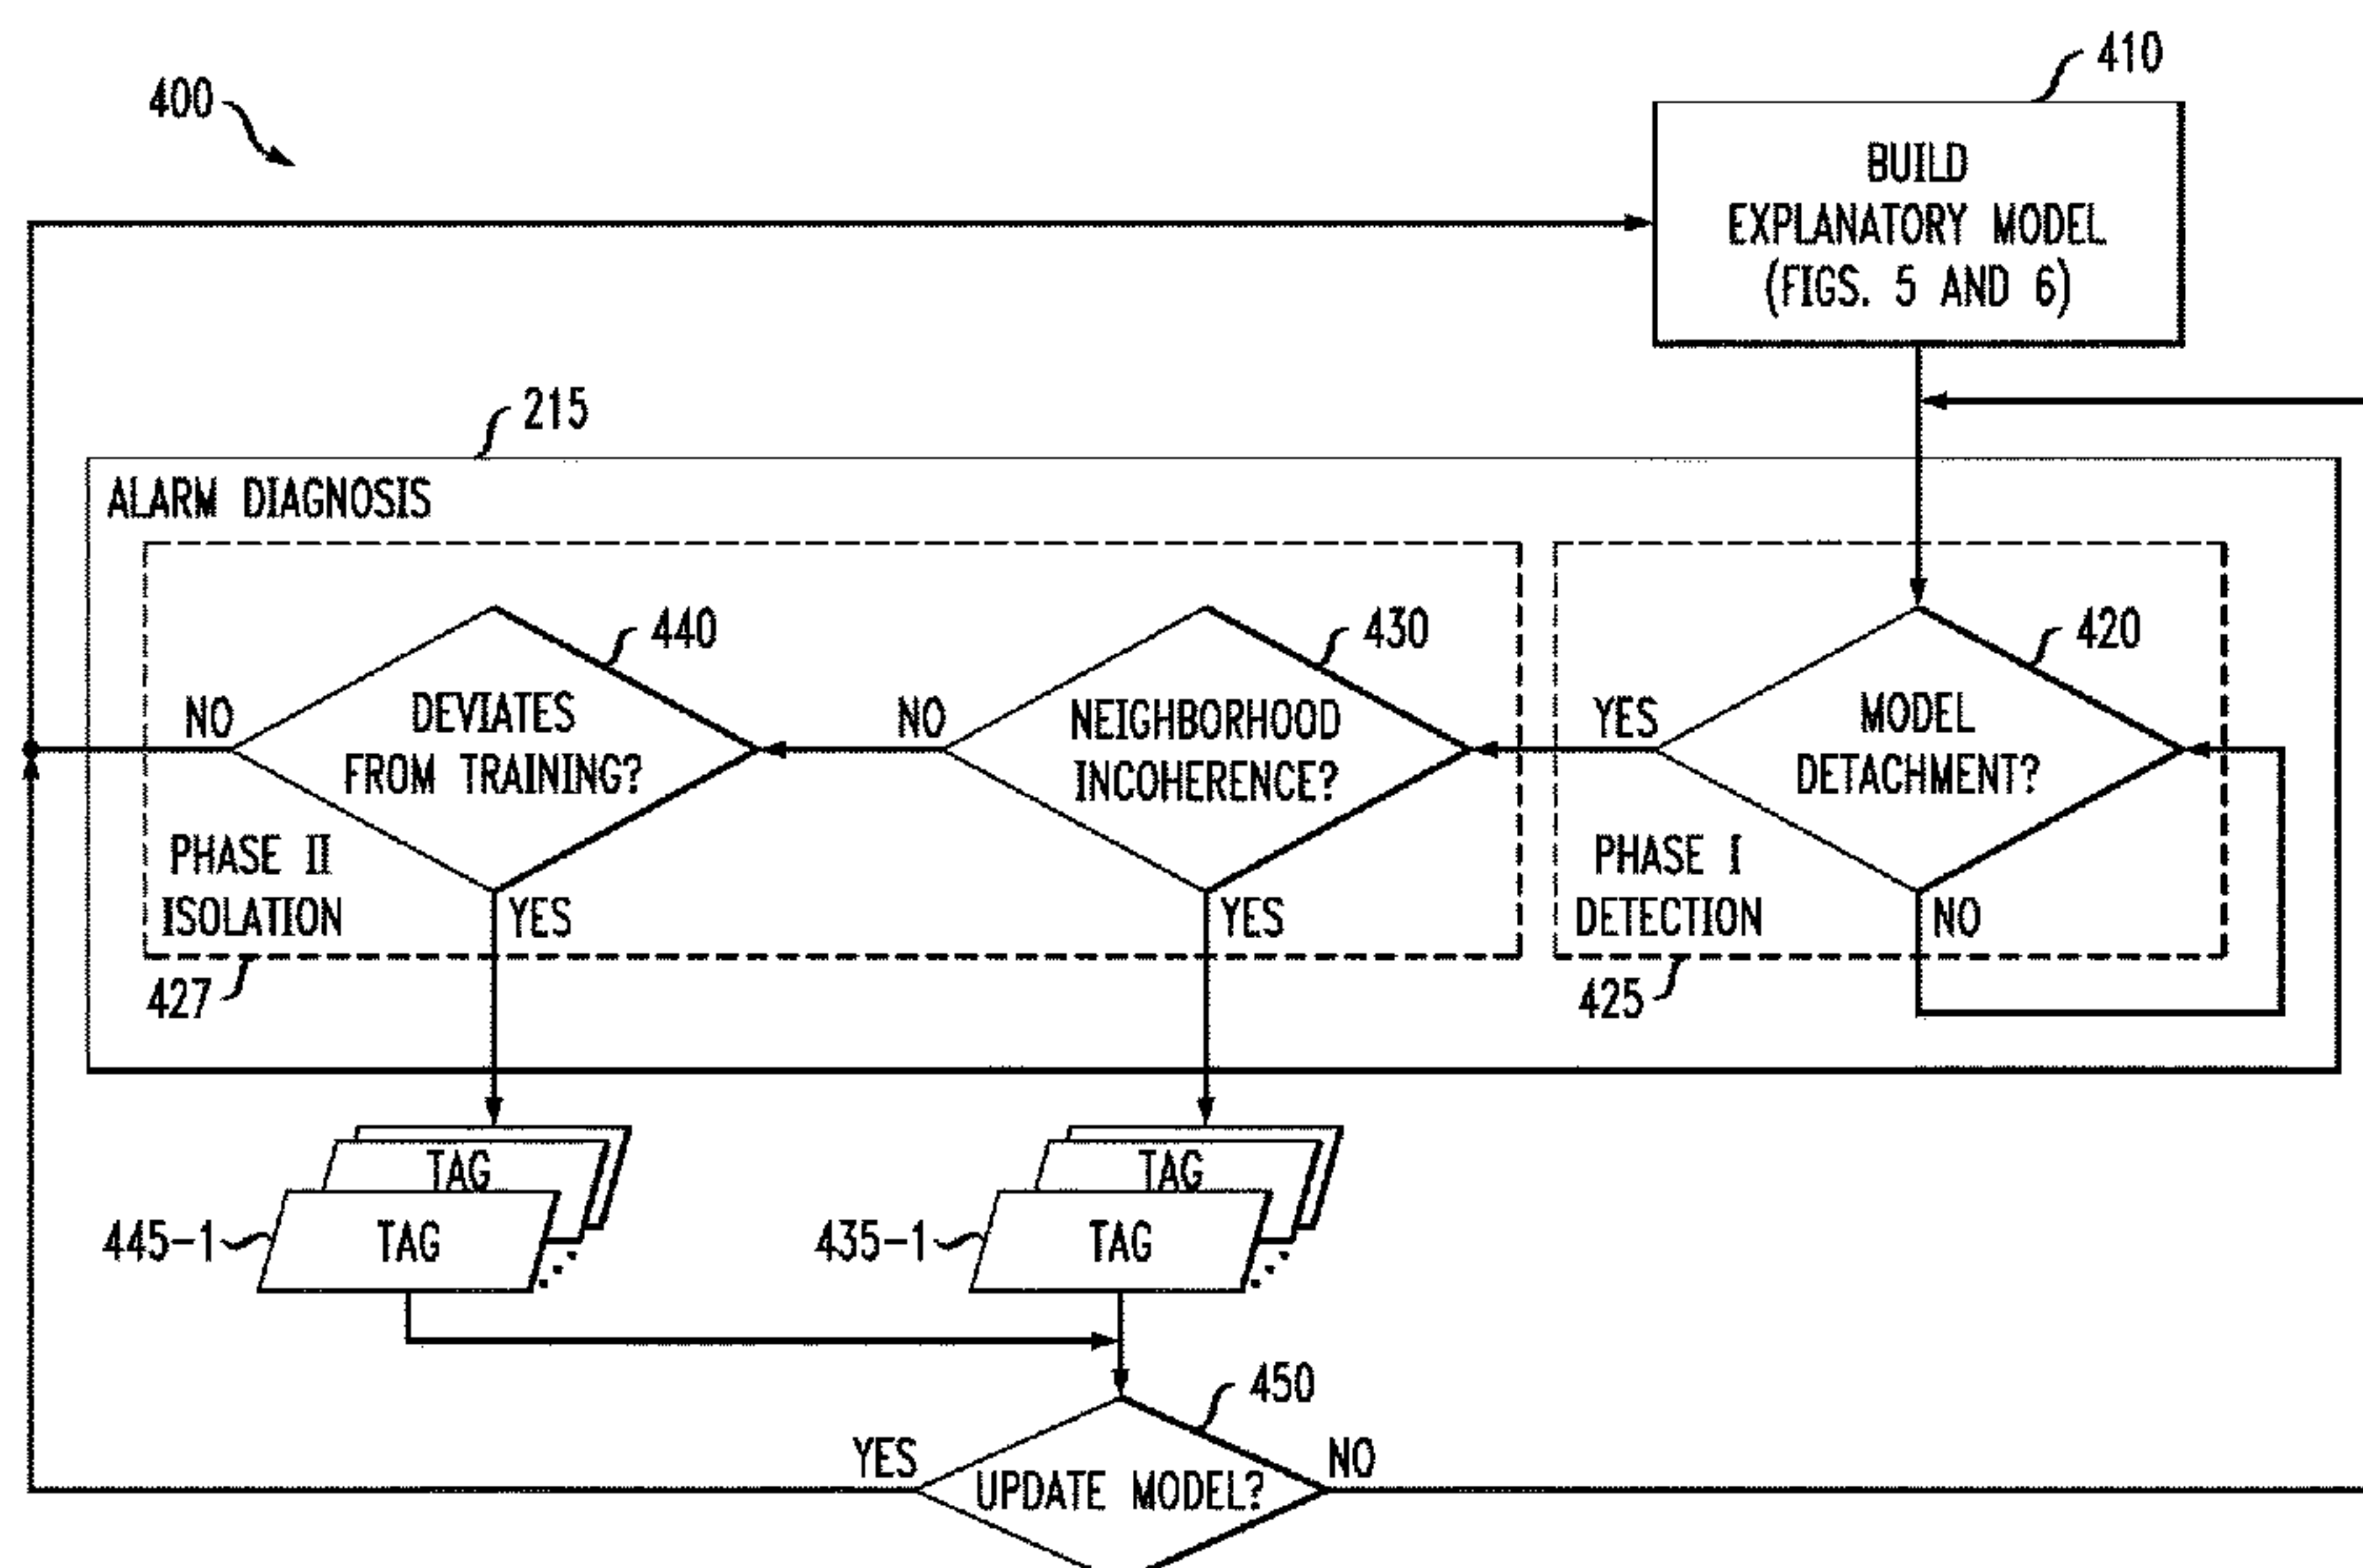 400
410
BUILD
EXPLANATORY MODEL
(FIGS. 5 AND 6)
215
ALARM DIAGNOSIS
440
430
420
NO
DEVIATES
FROM TRAINING?
NO
NEIGHBORHOOD
INCOHERENCE?
YES
MODEL
DETACHMENT?
PHASE II
ISOLATION
YES
YES
PHASE I
DETECTION
NO
427
425
TAG
TAG
445-1
TAG
435-1
TAG
450
YES
UPDATE MODEL?
NO